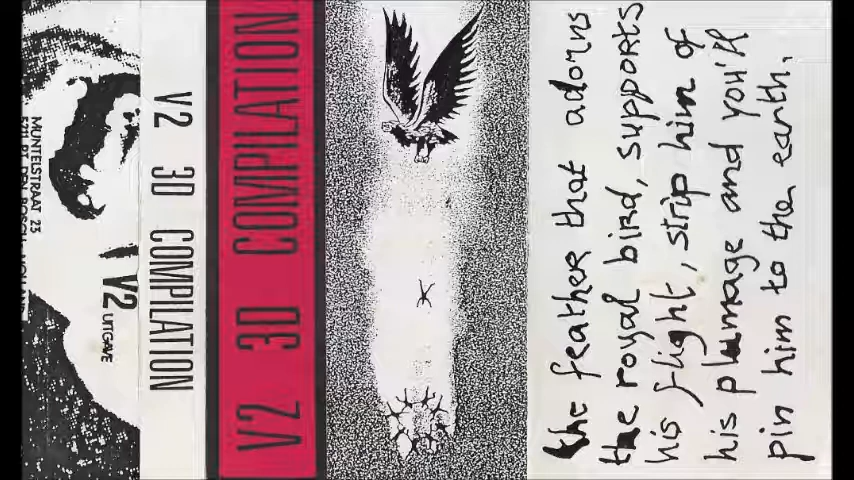 MUNTELSTRAAT 23
V2
UITGAVE
V2 3D COMPILATION
V2 3D COMPILATION
the feather that adorns
the royal bird, supports
his flight, strip him of
his plumage and you'll
pin him to the earth.